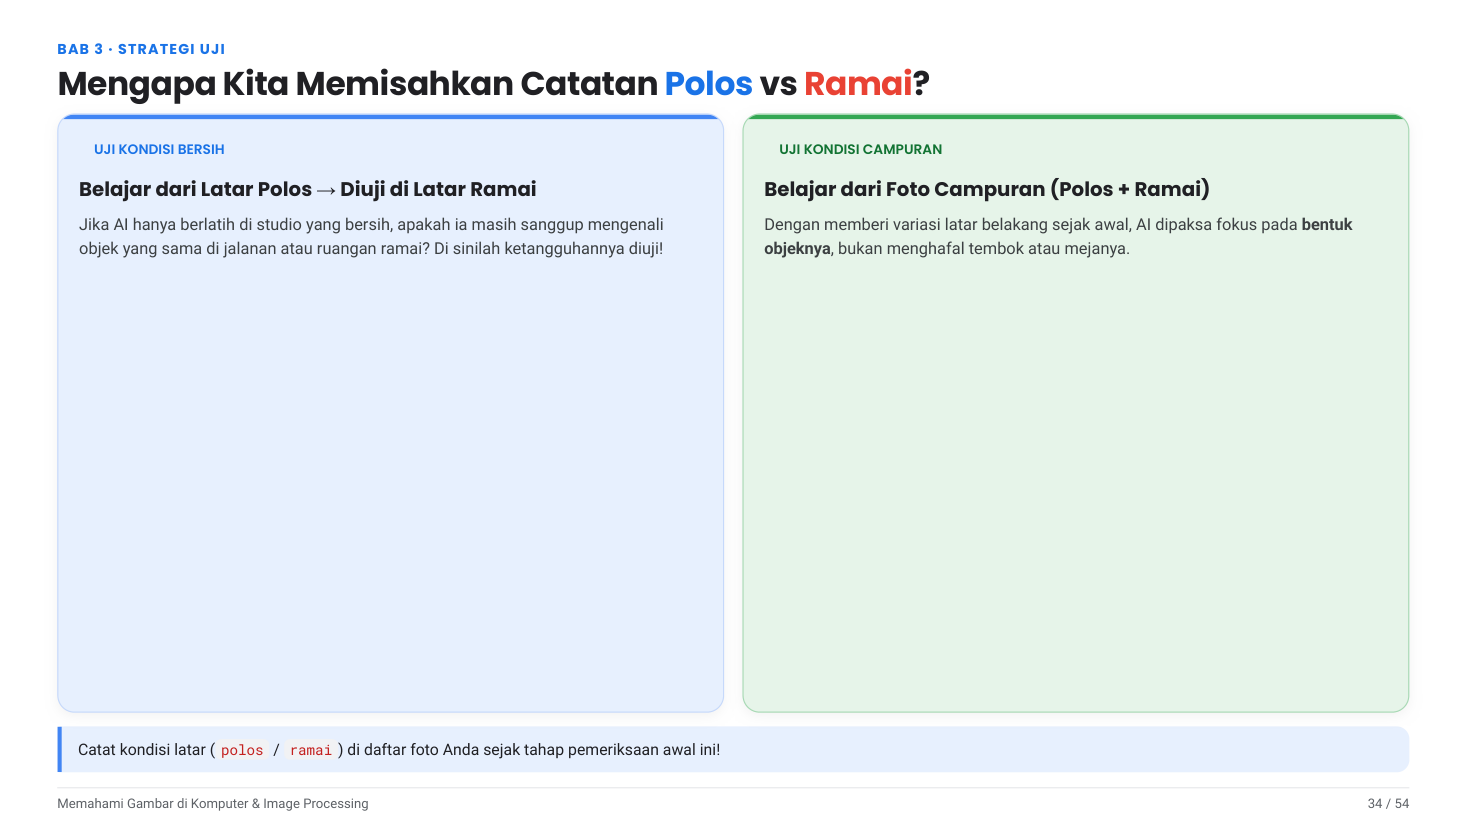 BAB 3 · STRATEGI UJI
Mengapa Kita Memisahkan Catatan Polos vs Ramai?
UJI KONDISI BERSIH
Belajar dari Latar Polos → Diuji di Latar Ramai
Jika AI hanya berlatih di studio yang bersih, apakah ia masih sanggup mengenali
objek yang sama di jalanan atau ruangan ramai? Di sinilah ketangguhannya diuji!
UJI KONDISI CAMPURAN
Belajar dari Foto Campuran (Polos + Ramai)
Dengan memberi variasi latar belakang sejak awal, AI dipaksa fokus pada bentuk
objeknya, bukan menghafal tembok atau mejanya.
Catat kondisi latar ( polos / ramai ) di daftar foto Anda sejak tahap pemeriksaan awal ini!
Memahami Gambar di Komputer & Image Processing
34 / 54